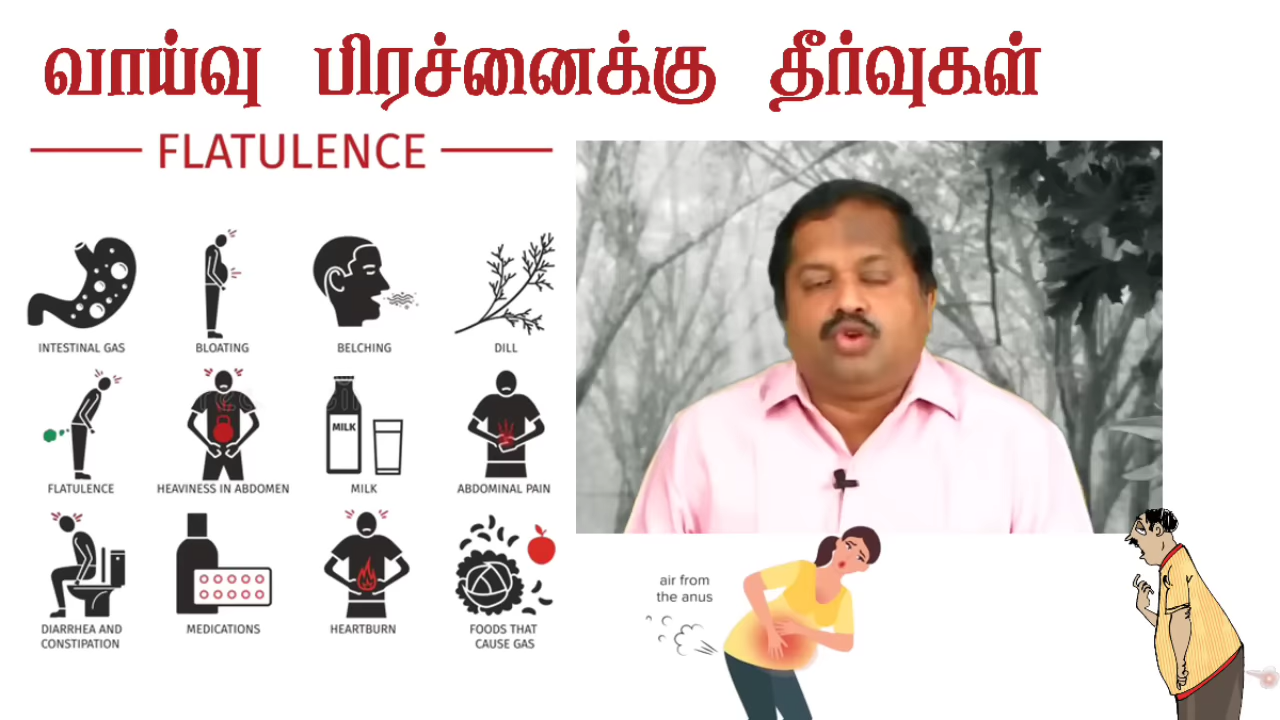 வாய்வு பிரச்னைக்கு தீர்வுகள்
FLATULENCE
INTESTINAL GAS
BLOATING
BELCHING
DILL
FLATULENCE
HEAVINESS IN ABDOMEN
MILK
MILK
ABDOMINAL PAIN
DIARRHEA AND
CONSTIPATION
MEDICATIONS
HEARTBURN
FOODS THAT
CAUSE GAS
air from
the anus